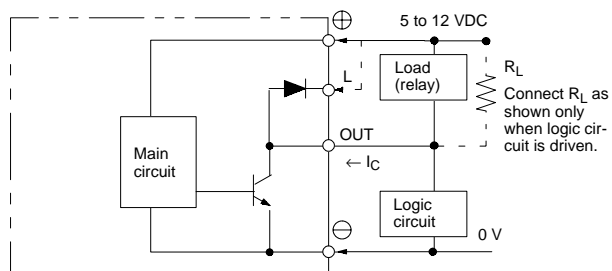 ⊕
5 to 12 VDC
Load
(relay)
L
R_L
Connect R_L as
shown only
when logic cir-
cuit is driven.
OUT
← I_C
Main
circuit
Logic
circuit
⊖
0 V